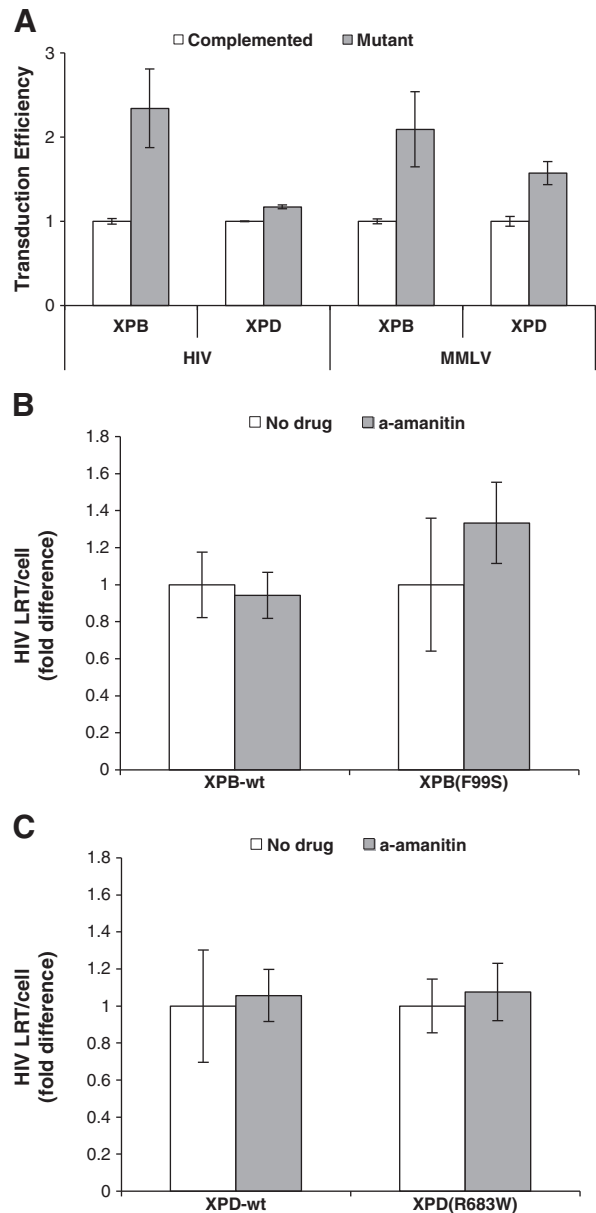 A
Complemented Mutant
Transduction Efficiency
3
2
1
0
XPB XPD XPB XPD
HIV MMLV
B
No drug a-amanitin
HIV LRT/cell
(fold difference)
1.8
1.6
1.4
1.2
1
0.8
0.6
0.4
0.2
0
XPB-wt XPB(F99S)
C
No drug a-amanitin
HIV LRT/cell
(fold difference)
1.8
1.6
1.4
1.2
1
0.8
0.6
0.4
0.2
0
XPD-wt XPD(R683W)